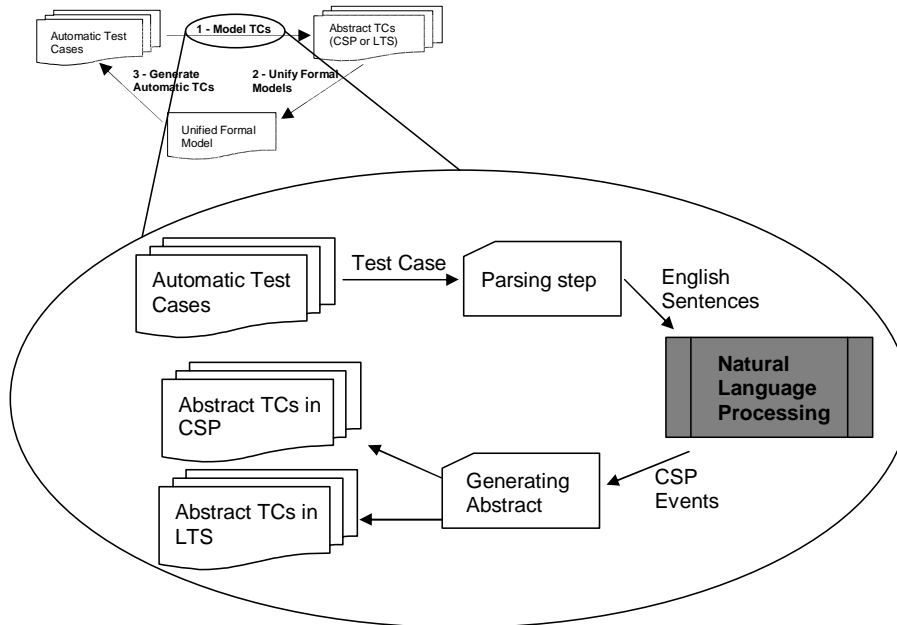 1 - Model TCs
Automatic Test
Cases
Abstract TCs
(CSP or LTS)
3 - Generate
Automatic TCs
2 - Unify Formal
Models
Unified Formal
Model
Automatic Test
Cases
Test Case
Parsing step
English
Sentences
Natural
Language
Processing
Abstract TCs in
CSP
Generating
Abstract
CSP
Events
Abstract TCs in
LTS